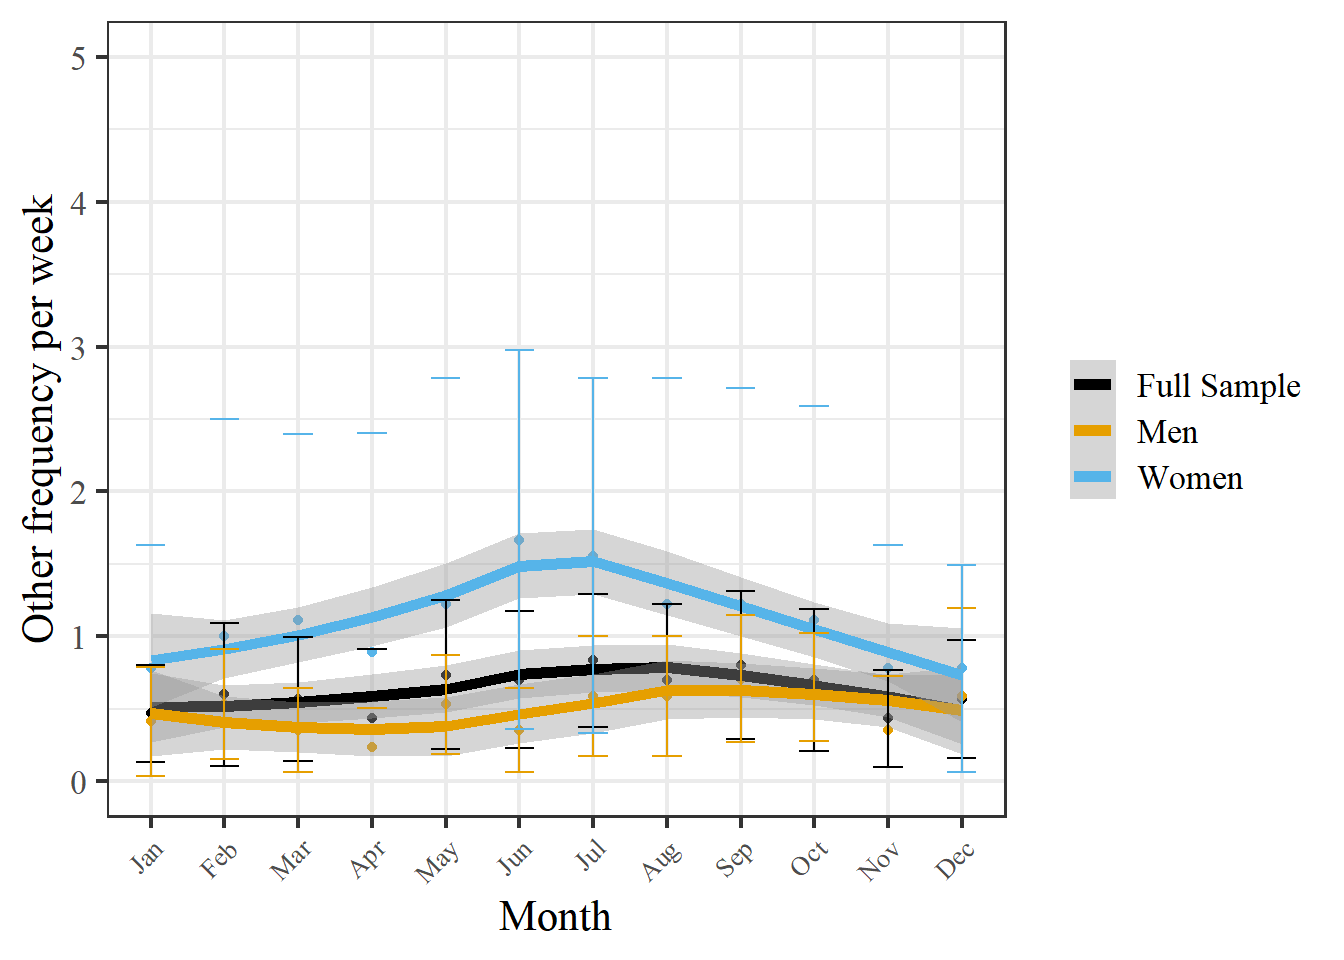 Other frequency per week
5
4
3
2
1
0
Jan
Feb
Mar
Apr
May
Jun
Jul
Aug
Sep
Oct
Nov
Dec
Month
Full Sample
Men
Women